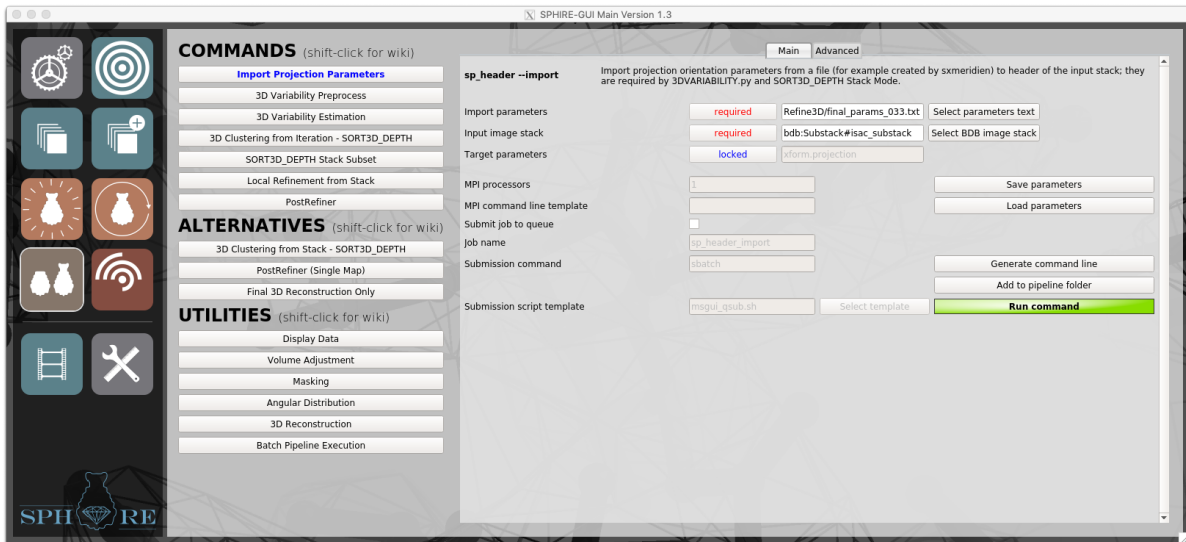 SPHIRE-GUI Main Version 1.3
COMMANDS (shift-click for wiki)
Import Projection Parameters
3D Variability Preprocess
3D Variability Estimation
3D Clustering from Iteration - SORT3D_DEPTH
SORT3D_DEPTH Stack Subset
Local Refinement from Stack
PostRefiner
ALTERNATIVES (shift-click for wiki)
3D Clustering from Stack - SORT3D_DEPTH
PostRefiner (Single Map)
Final 3D Reconstruction Only
UTILITIES (shift-click for wiki)
Display Data
Volume Adjustment
Masking
Angular Distribution
3D Reconstruction
Batch Pipeline Execution
SPHIRE
Main Advanced
sp_header --import
Import projection orientation parameters from a file (for example created by sxmeridien) to header of the input stack; they
are required by 3DVARIABILITY.py and SORT3D_DEPTH Stack Mode.
Import parameters required Refine3D/final_params_033.txt Select parameters text
Input image stack required bdb:Substack#isac_substack Select BDB image stack
Target parameters locked xform.projection
MPI processors 1 Save parameters
MPI command line template Load parameters
Submit job to queue
Job name sp_header_import
Submission command sbatch Generate command line
Add to pipeline folder
Submission script template msgui_qsub.sh Select template Run command